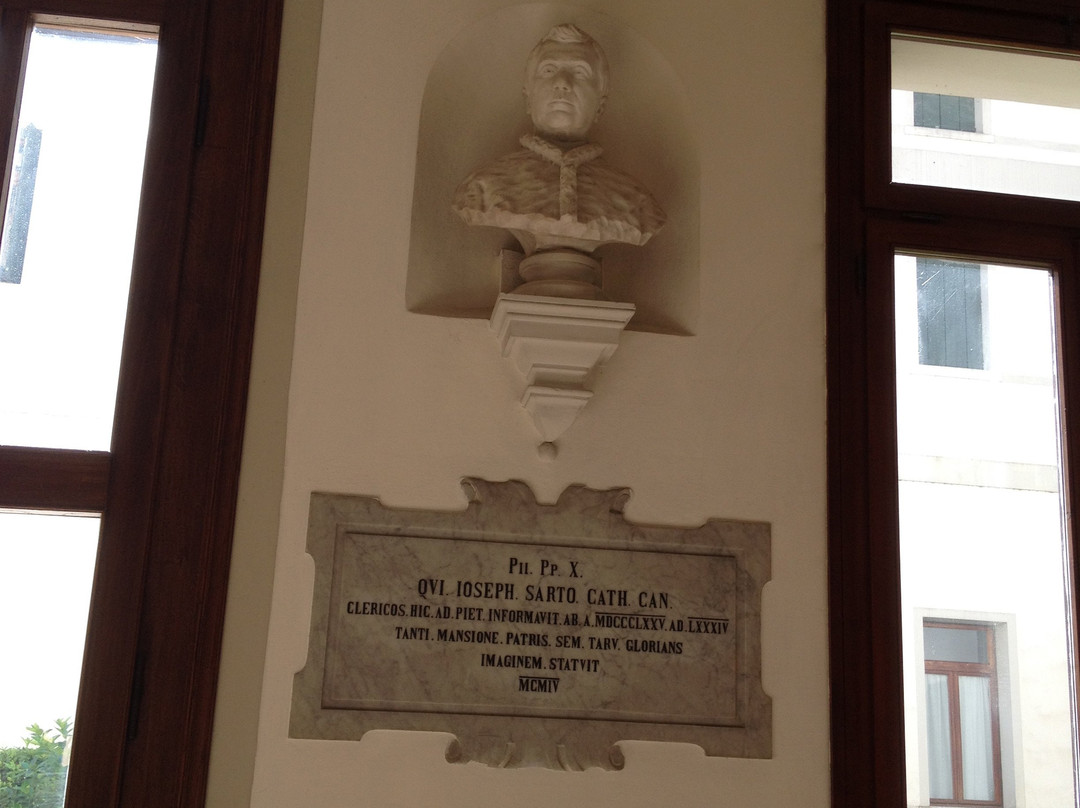 PII. PP. X.
QVI. IOSEPH. SARTO. CATH. CAN.
CLERICOS. HIC. AD. PIET. INFORMAVIT. AB. A. MDCCCLXXV. AD. LXXXIV
TANTI. MANSIONE. PATRIS. SEM. TARV. GLORIANS
IMAGINEM. STATVIT
MCMIV